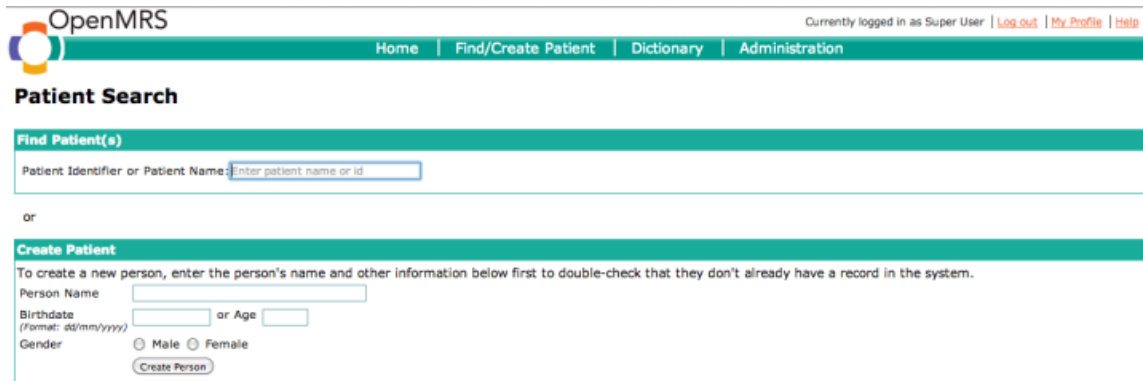 OpenMRS
Currently logged in as Super User | Log out | My Profile | Help
Home | Find/Create Patient | Dictionary | Administration
Patient Search
Find Patient(s)
Patient Identifier or Patient Name: Enter patient name or id
or
Create Patient
To create a new person, enter the person's name and other information below first to double-check that they don't already have a record in the system.
Person Name
Birthdate or Age
(Format: dd/mm/yyyy)
Gender Male Female
Create Person